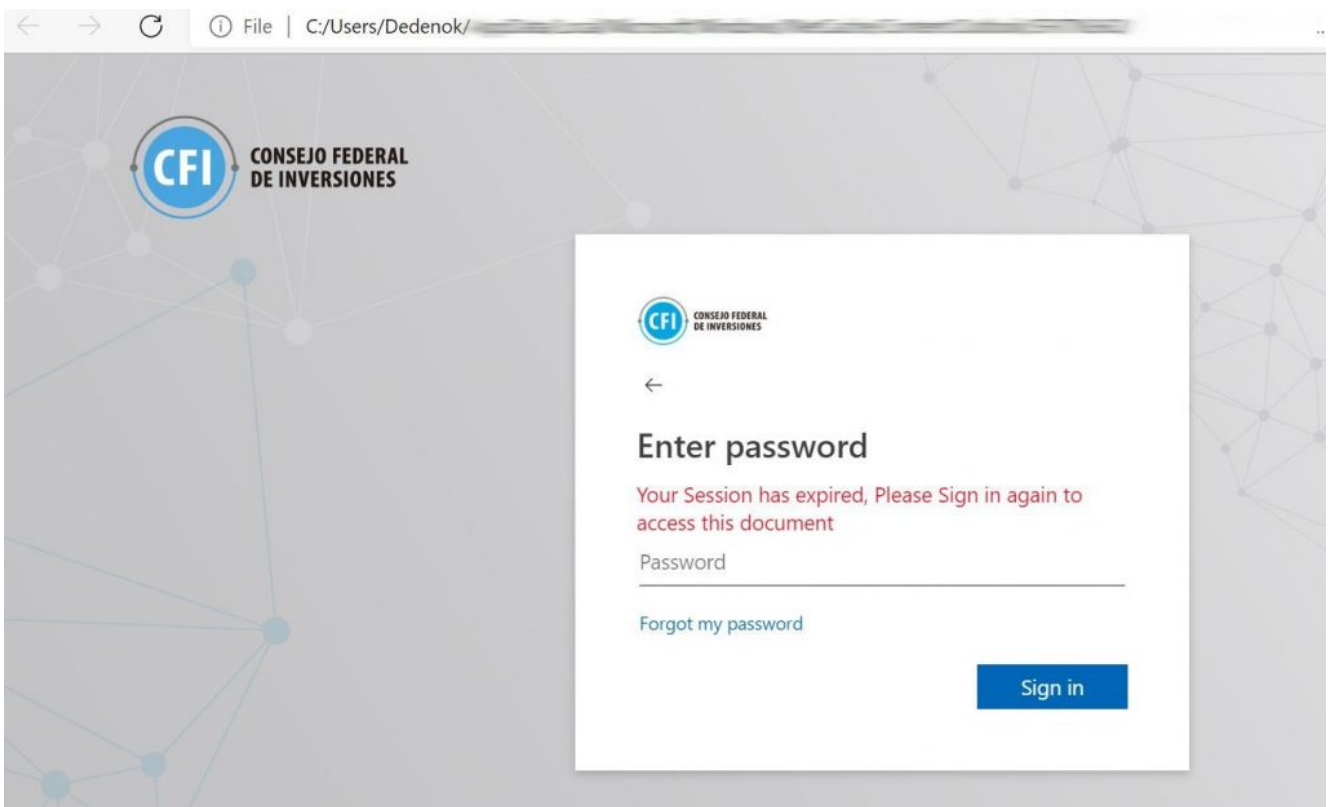 File | C:/Users/Dedenok/
...
CFI CONSEJO FEDERAL
DE INVERSIONES
CFI CONSEJO FEDERAL
DE INVERSIONES
Enter password
Your Session has expired, Please Sign in again to
access this document
Password
Forgot my password
Sign in